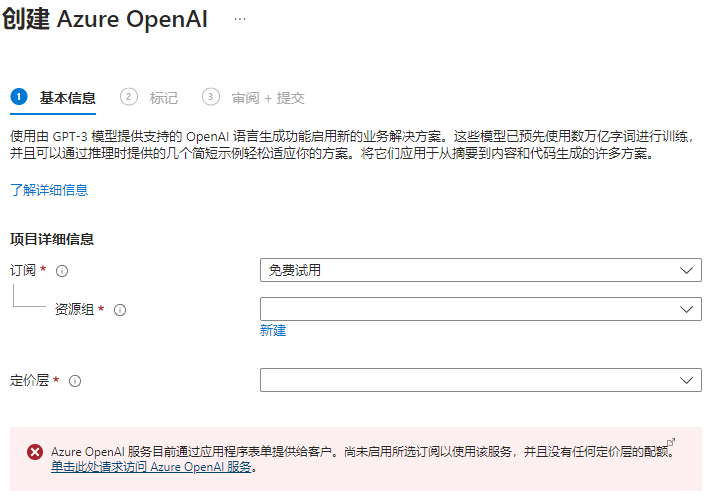 创建 Azure OpenAI ...
1 基本信息 2 标记 3 审阅 + 提交
使用由 GPT-3 模型提供支持的 OpenAI 语言生成功能启用新的业务解决方案。这些模型已预先使用数万亿字词进行训练，
并且可以通过推理时提供的几个简短示例轻松适应你的方案。将它们应用于从摘要到内容和代码生成的许多方案。
了解详细信息
项目详细信息
订阅 * 免费试用
资源组 *
新建
定价层 *
Azure OpenAI 服务目前通过应用程序表单提供给客户。尚未启用所选订阅以使用该服务，并且没有任何定价层的配额。
单击此处请求访问 Azure OpenAI 服务。